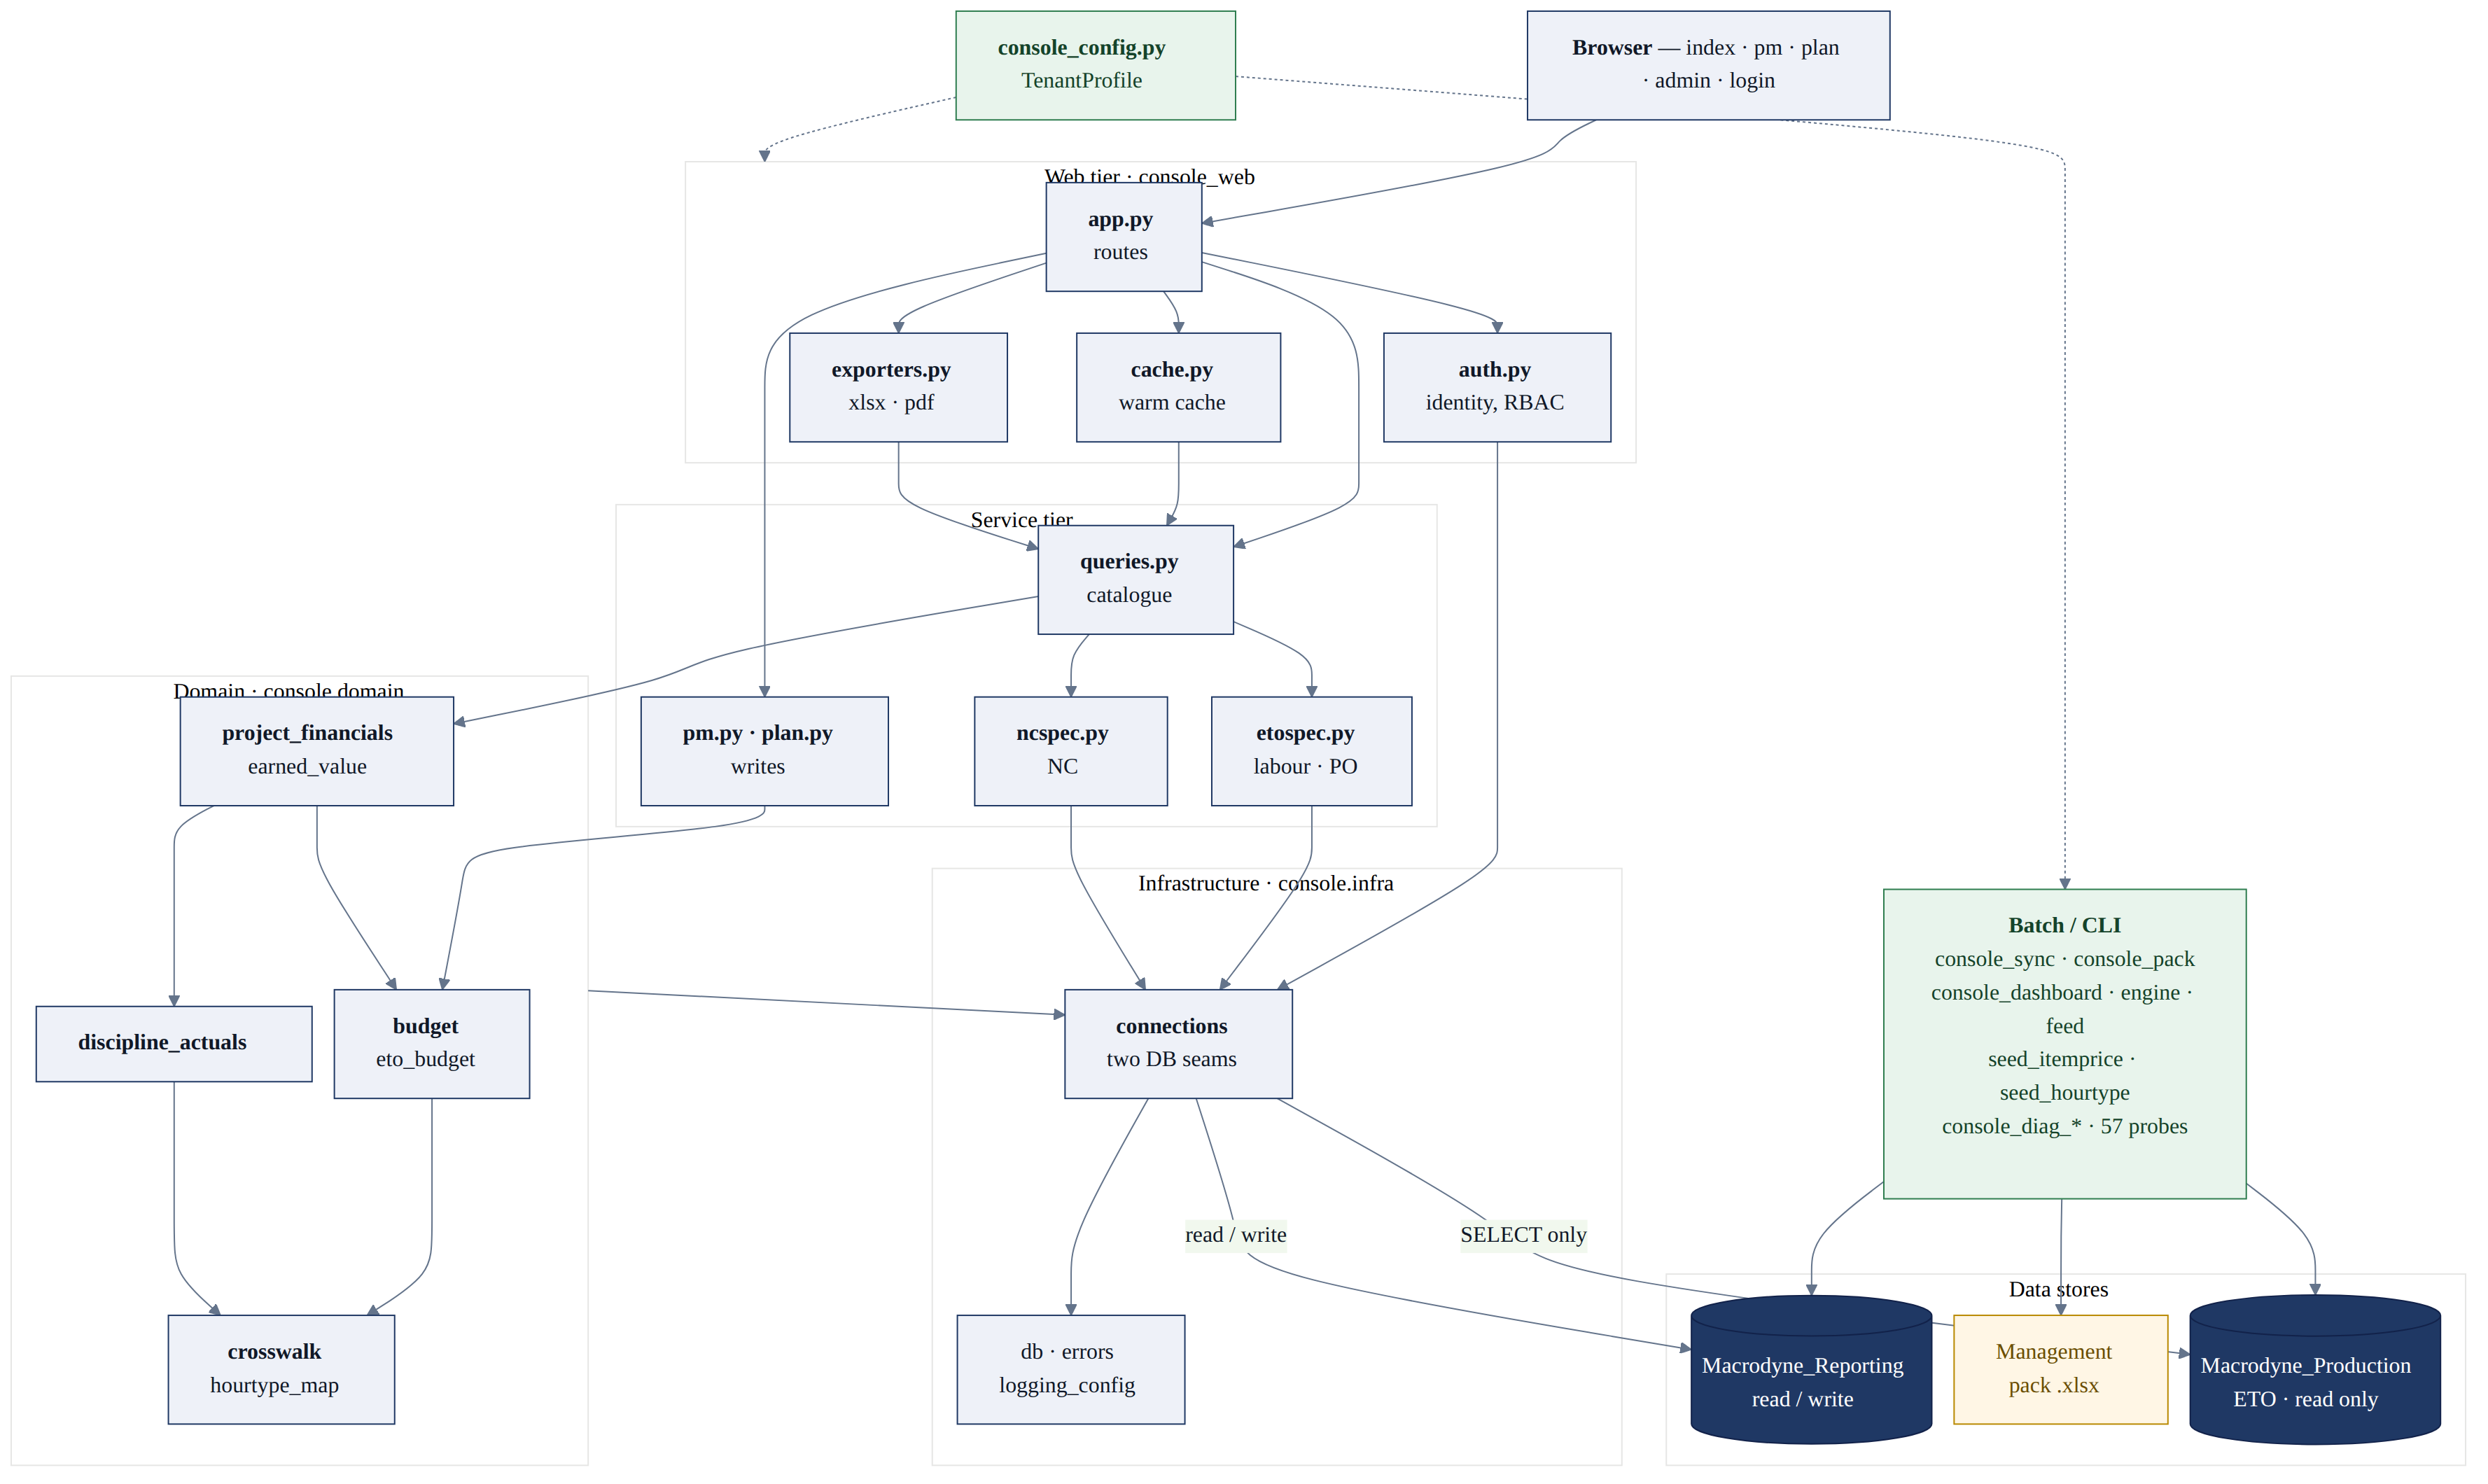 console_config.py
TenantProfile
Browser — index · pm · plan
· admin · login
Web tier · console_web
app.py
routes
exporters.py
xlsx · pdf
cache.py
warm cache
auth.py
identity, RBAC
Service tier
queries.py
catalogue
Domain · console.domain
project_financials
earned_value
pm.py · plan.py
writes
ncspec.py
NC
etospec.py
labour · PO
Infrastructure · console.infra
Batch / CLI
console_sync · console_pack
console_dashboard · engine ·
feed
seed_itemprice ·
seed_hourtype
console_diag_* · 57 probes
discipline_actuals
budget
eto_budget
connections
two DB seams
read / write
SELECT only
Data stores
crosswalk
hourtype_map
db · errors
logging_config
Macrodyne_Reporting
read / write
Management
pack .xlsx
Macrodyne_Production
ETO · read only